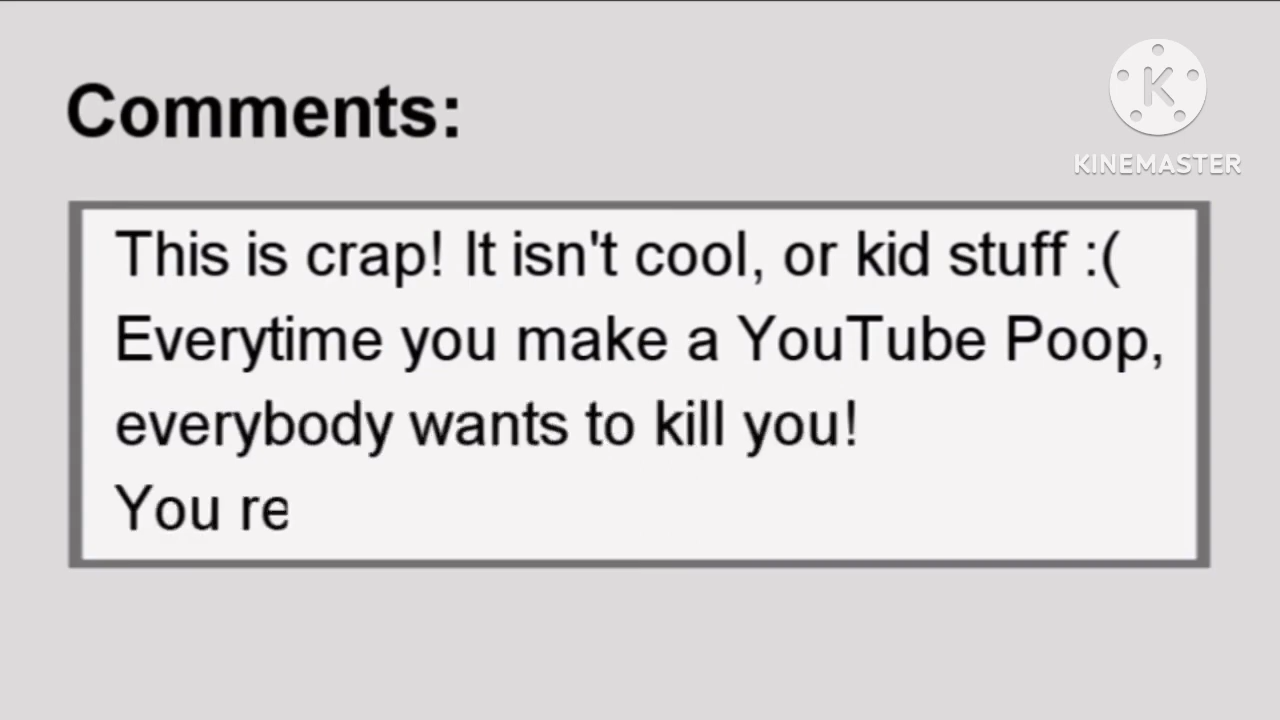 Comments:
K
KINEMASTER
This is crap! It isn't cool, or kid stuff :(
Everytime you make a YouTube Poop,
everybody wants to kill you!
You re